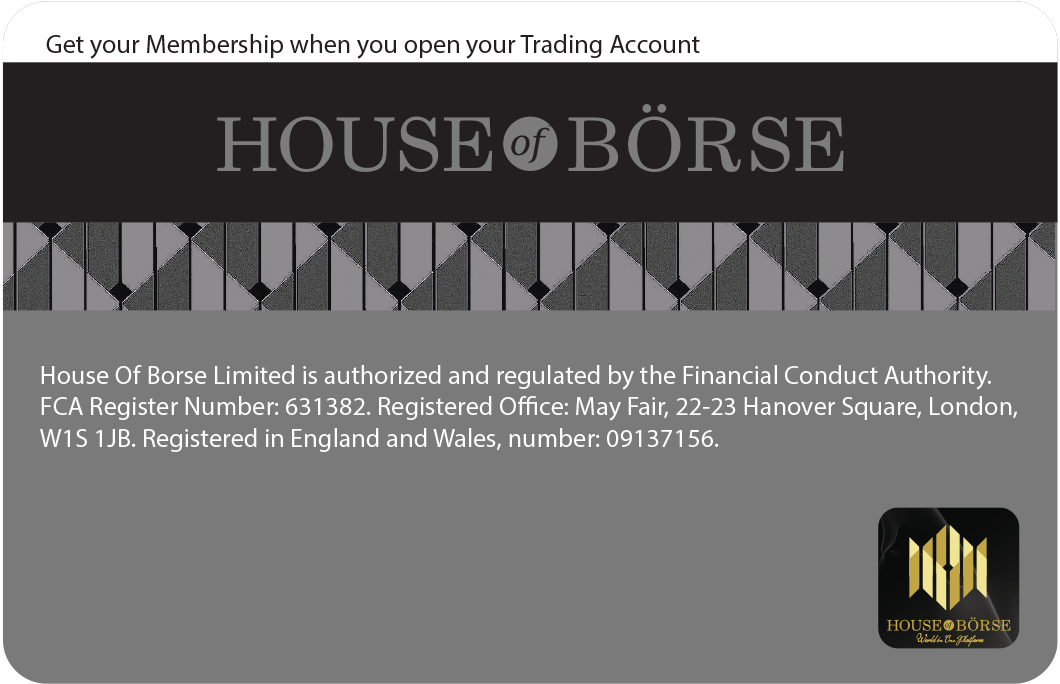 Get your Membership when you open your Trading Account
HOUSE of BÖRSE
House Of Borse Limited is authorized and regulated by the Financial Conduct Authority.
FCA Register Number: 631382. Registered Office: May Fair, 22-23 Hanover Square, London,
W1S 1JB. Registered in England and Wales, number: 09137156.
HOUSE of BÖRSE
World in One Platform